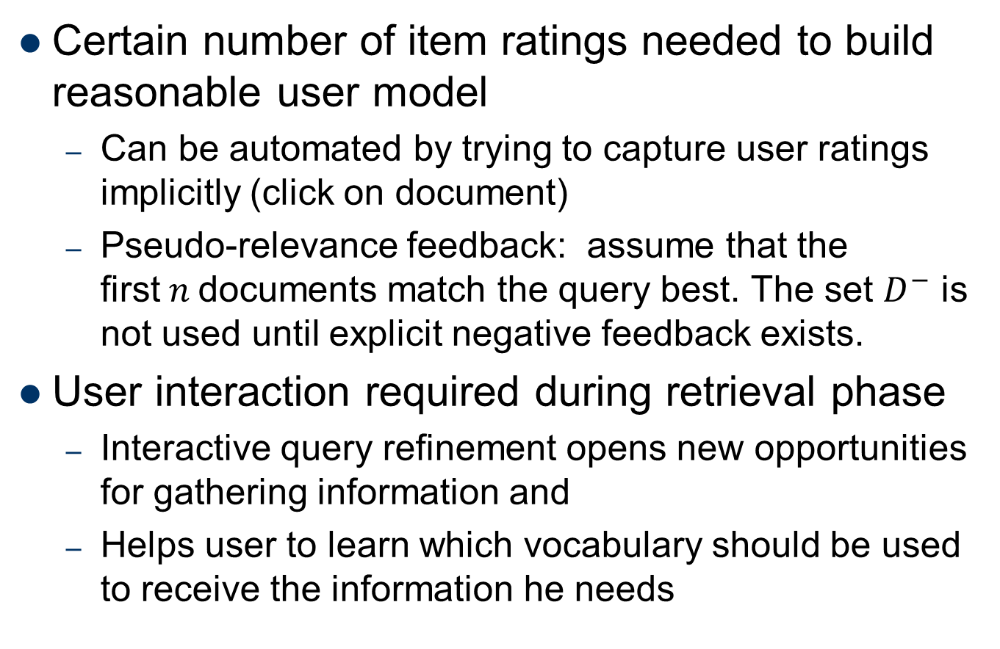 ● Certain number of item ratings needed to build
reasonable user model
– Can be automated by trying to capture user ratings
implicitly (click on document)
– Pseudo-relevance feedback:  assume that the
first n documents match the query best. The set D⁻ is
not used until explicit negative feedback exists.
● User interaction required during retrieval phase
– Interactive query refinement opens new opportunities
for gathering information and
– Helps user to learn which vocabulary should be used
to receive the information he needs